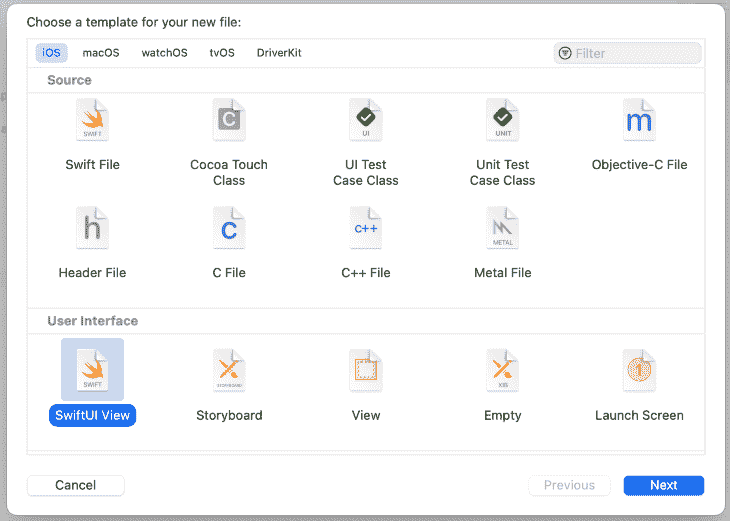 Choose a template for your new file:
iOS macOS watchOS tvOS DriverKit Filter
Source
SWIFT C UI UNIT m
Swift File Cocoa Touch Class UI Test Case Class Unit Test Case Class Objective-C File
h C C++ METAL
Header File C File C++ File Metal File
User Interface
SWIFT STORYBOARD XIB 1
SwiftUI View Storyboard View Empty Launch Screen
Cancel Previous Next